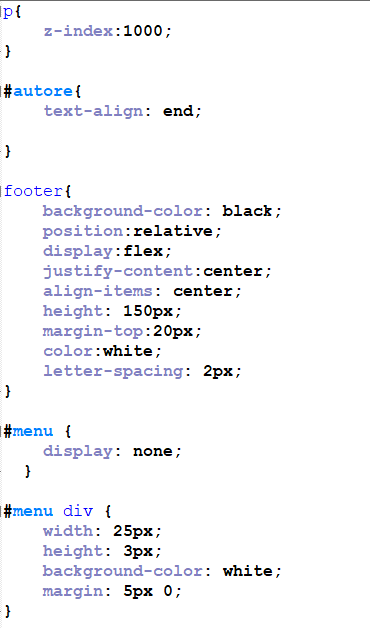 p{
    z-index:1000;
}

#autore{
    text-align: end;

}

footer{
    background-color: black;
    position:relative;
    display:flex;
    justify-content:center;
    align-items: center;
    height: 150px;
    margin-top:20px;
    color:white;
    letter-spacing: 2px;
}

#menu {
    display: none;
  }

#menu div {
    width: 25px;
    height: 3px;
    background-color: white;
    margin: 5px 0;
}